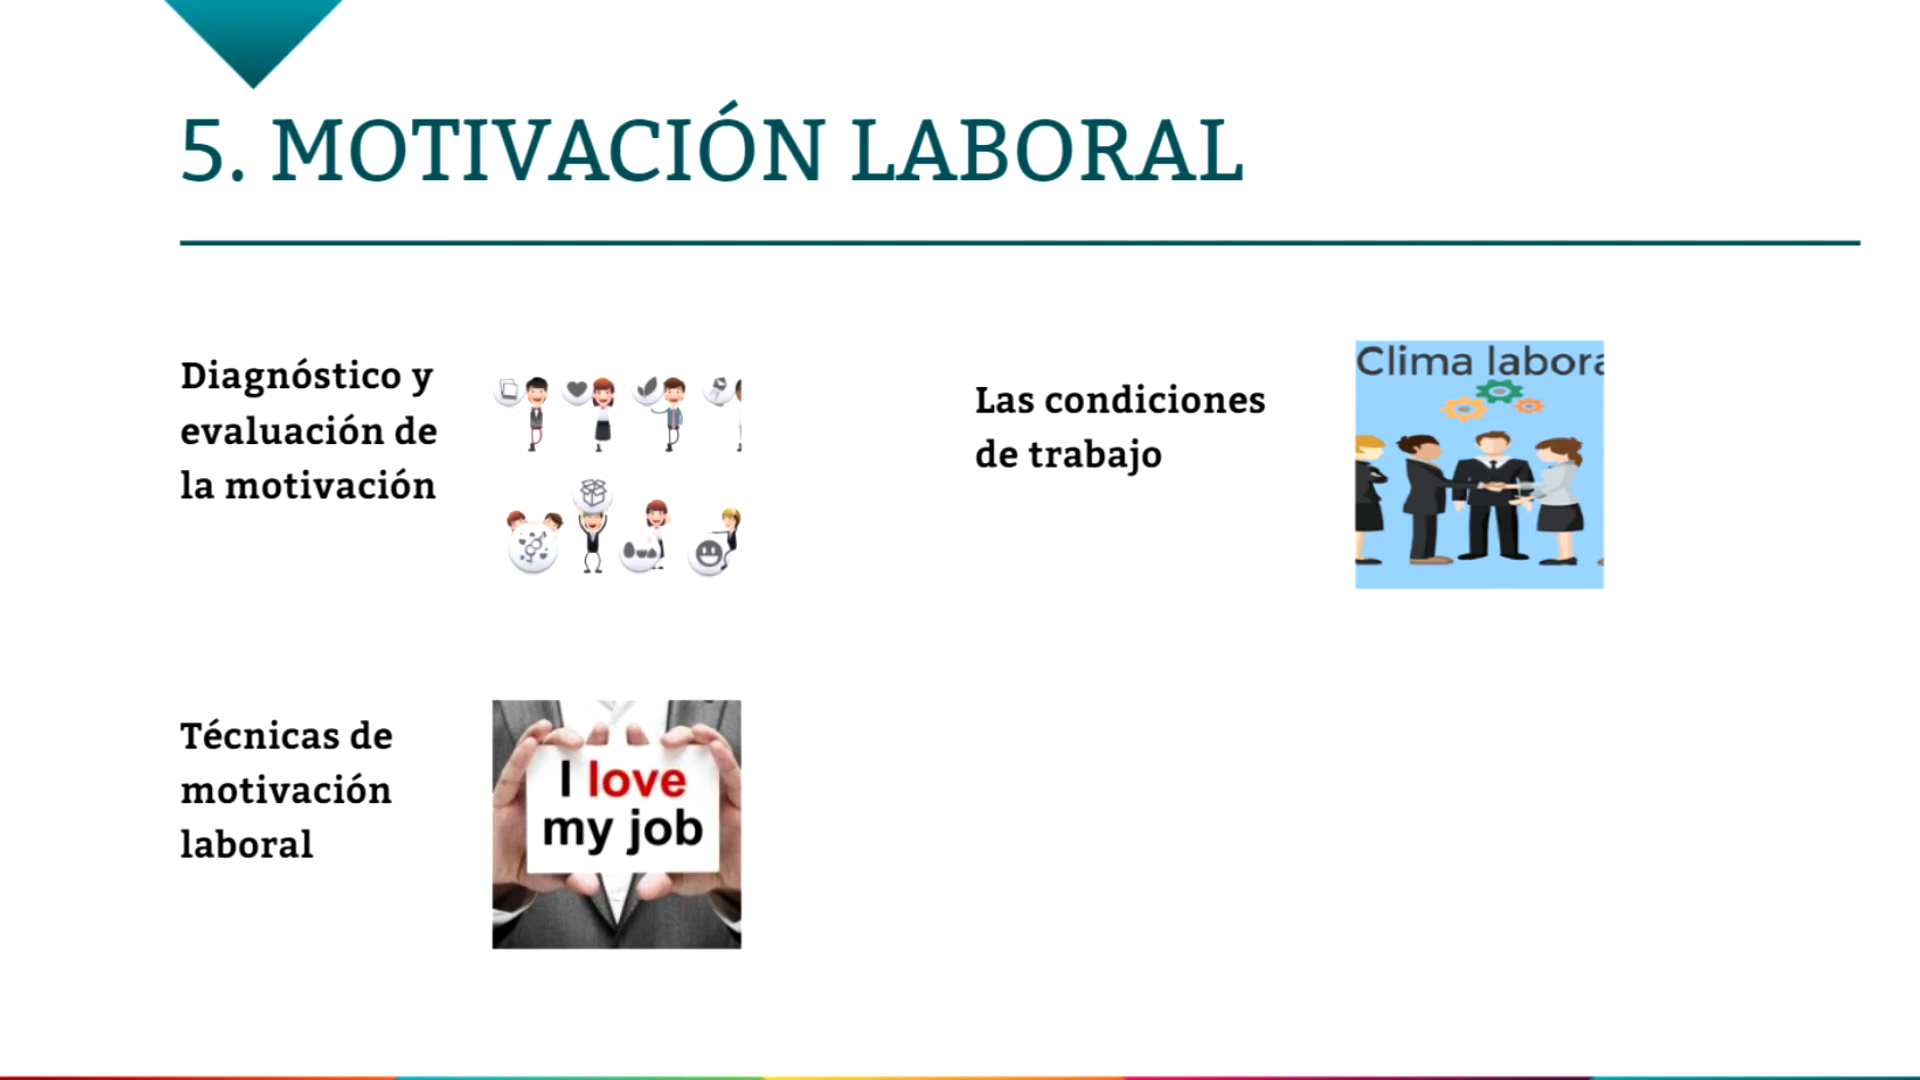 5. MOTIVACIÓN LABORAL
Diagnóstico y
evaluación de
la motivación
Las condiciones
de trabajo
Clima labora
Técnicas de
motivación
laboral
I love
my job